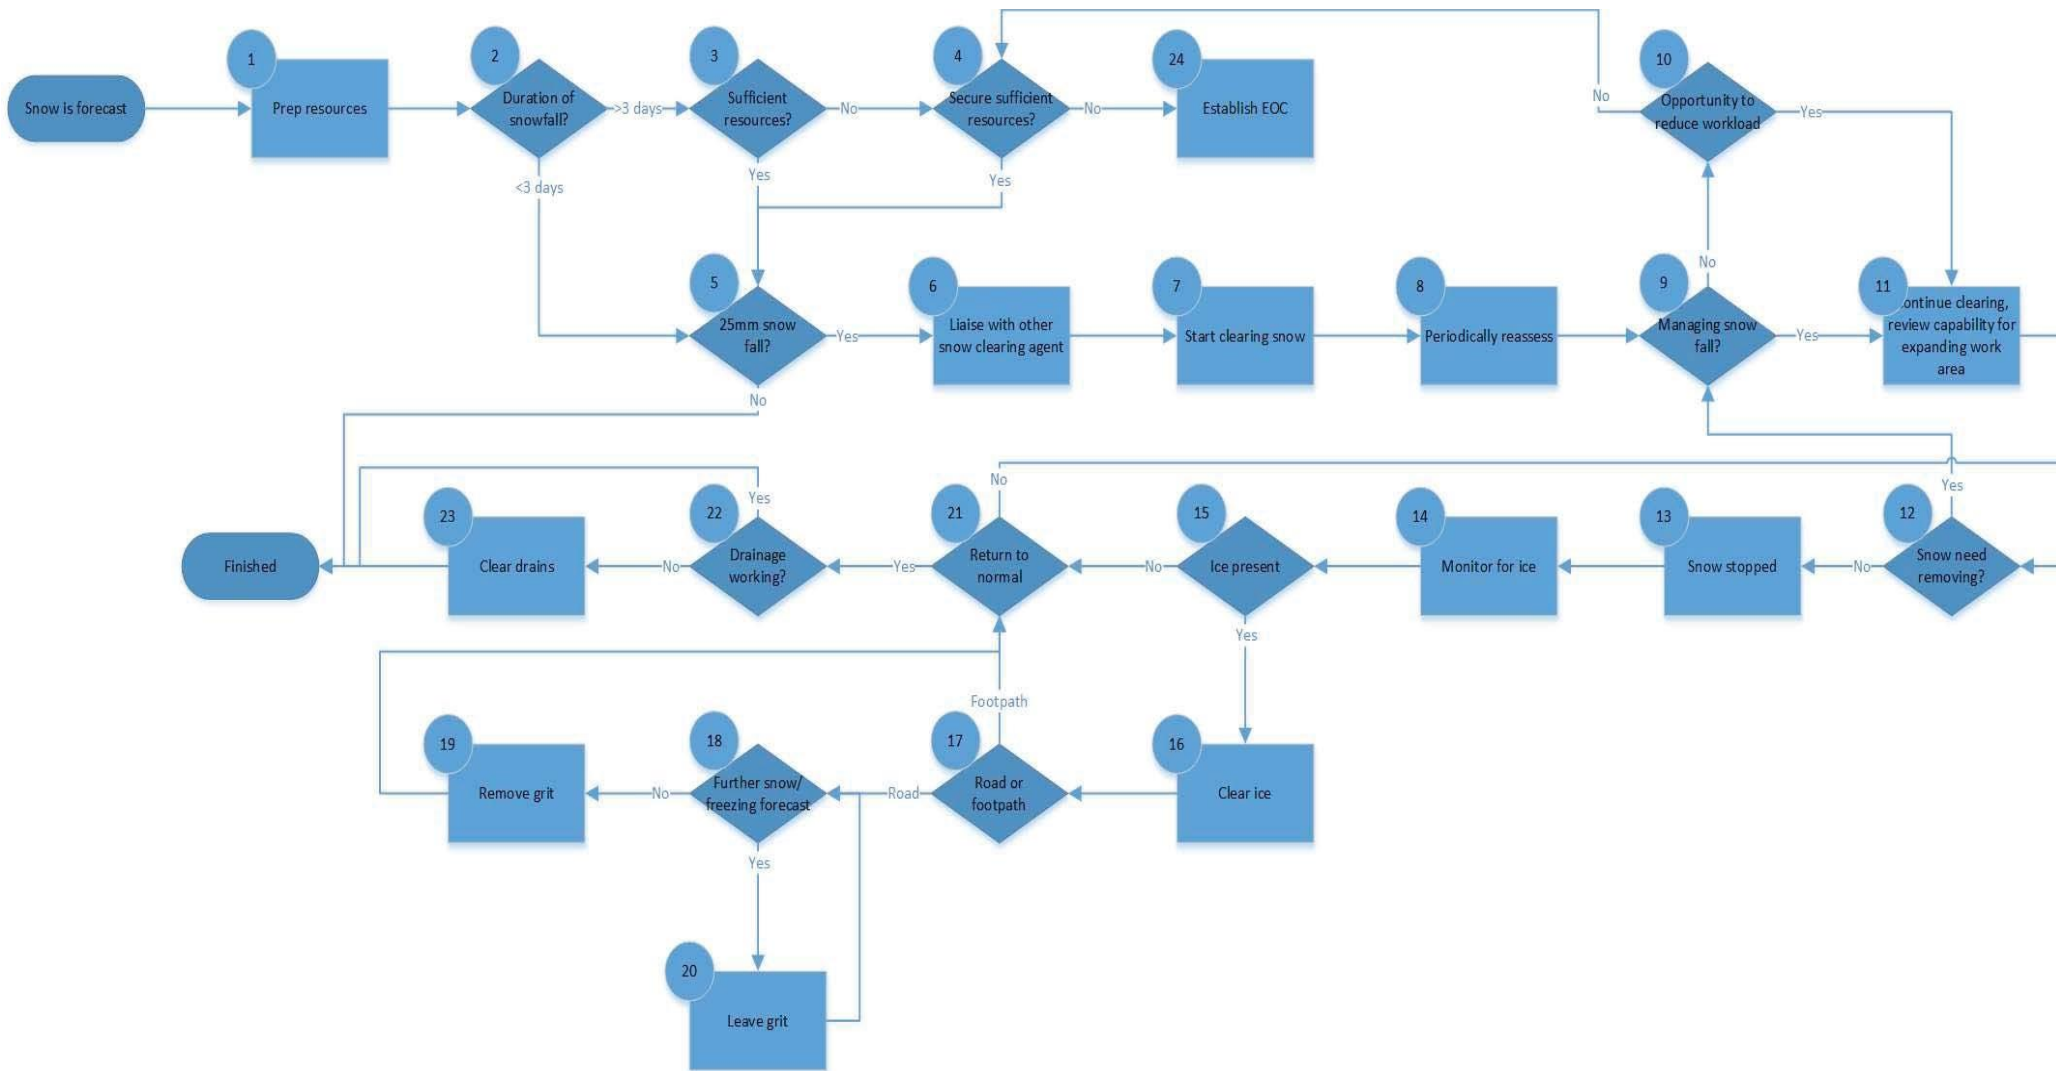 1
2
3
4
24
10
Snow is forecast
Prep resources
Duration of
snowfall?
>3 days
Sufficient
resources?
No
Secure sufficient
resources?
No
Establish EOC
No
Opportunity to
reduce workload
Yes
<3 days
Yes
Yes
No
5
6
7
8
9
11
25mm snow
fall?
Yes
Liaise with other
snow clearing agent
Start clearing snow
Periodically reassess
Managing snow
fall?
Yes
ontinue clearing,
review capability for
expanding work
area
No
No
Yes
Yes
23
22
21
15
14
13
12
Finished
Clear drains
No
Drainage
working?
Yes
Return to
normal
No
Ice present
Monitor for ice
Snow stopped
No
Snow need
removing?
Yes
Footpath
19
18
17
16
Remove grit
No
Further snow/
freezing forecast
Road
Road or
footpath
Clear ice
Yes
20
Leave grit